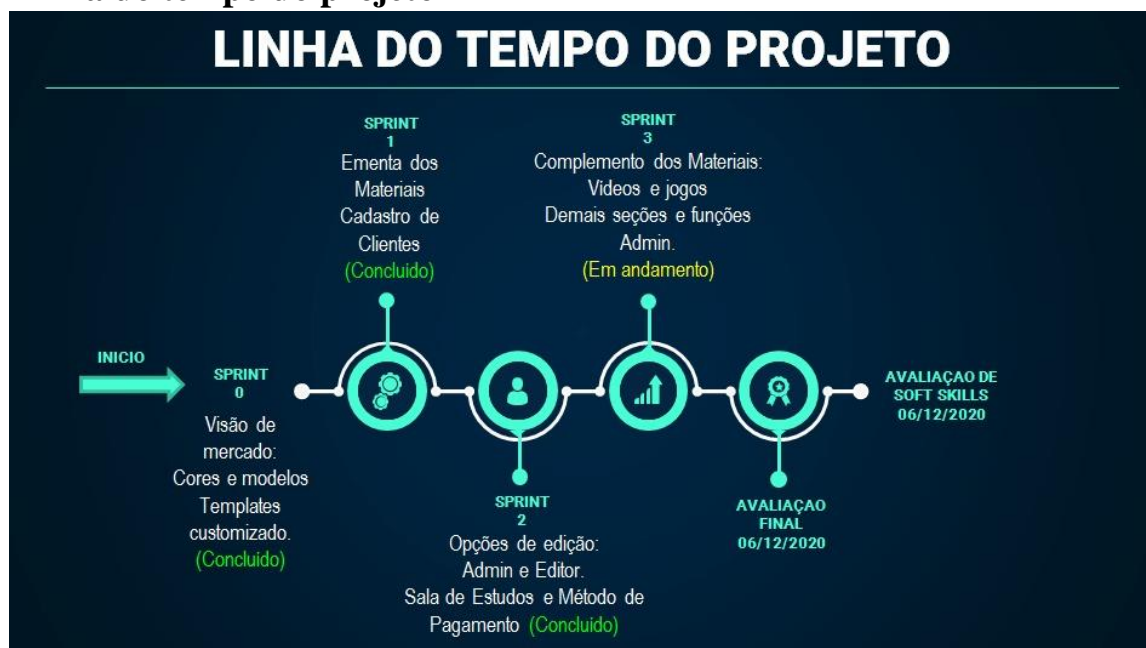 LINHA DO TEMPO DO PROJETO
INICIO
SPRINT
0
Visão de
mercado:
Cores e modelos
Templates
customizado.
(Concluido)
SPRINT
1
Ementa dos
Materiais
Cadastro de
Clientes
(Concluido)
SPRINT
2
Opções de edição:
Admin e Editor.
Sala de Estudos e Método de
Pagamento (Concluido)
SPRINT
3
Complemento dos Materiais:
Videos e jogos
Demais seções e funções
Admin.
(Em andamento)
AVALIAÇAO
FINAL
06/12/2020
AVALIAÇAO DE
SOFT SKILLS
06/12/2020